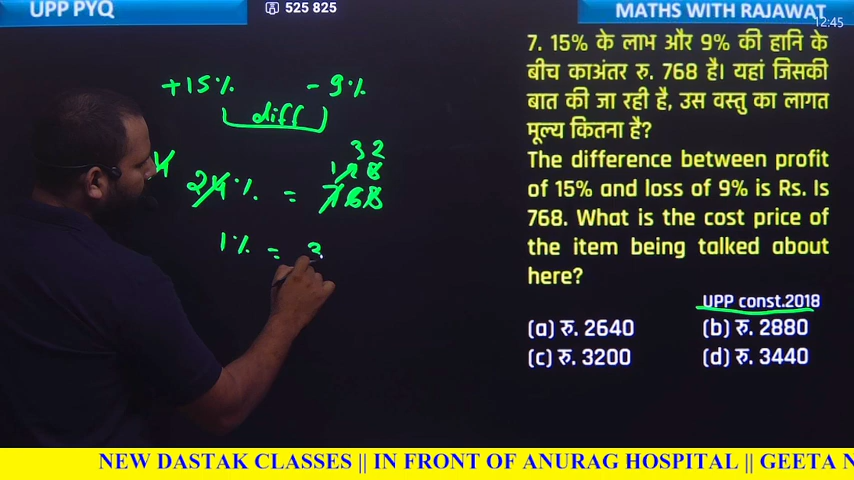 UPP PYQ
525 825
MATHS WITH RAJAWAT
12:45
7. 15% के लाभ और 9% की हानि के
बीच काअंतर रु. 768 है। यहां जिसकी
बात की जा रही है, उस वस्तु का लागत
मूल्य कितना है?
The difference between profit
of 15% and loss of 9% is Rs. Is
768. What is the cost price of
the item being talked about
here?
UPP const.2018
(a) रु. 2640 (b) रु. 2880
(c) रु. 3200 (d) रु. 3440
+15% - 9%
diff
32
24% = 768
1% = 3
NEW DASTAK CLASSES || IN FRONT OF ANURAG HOSPITAL || GEETA N